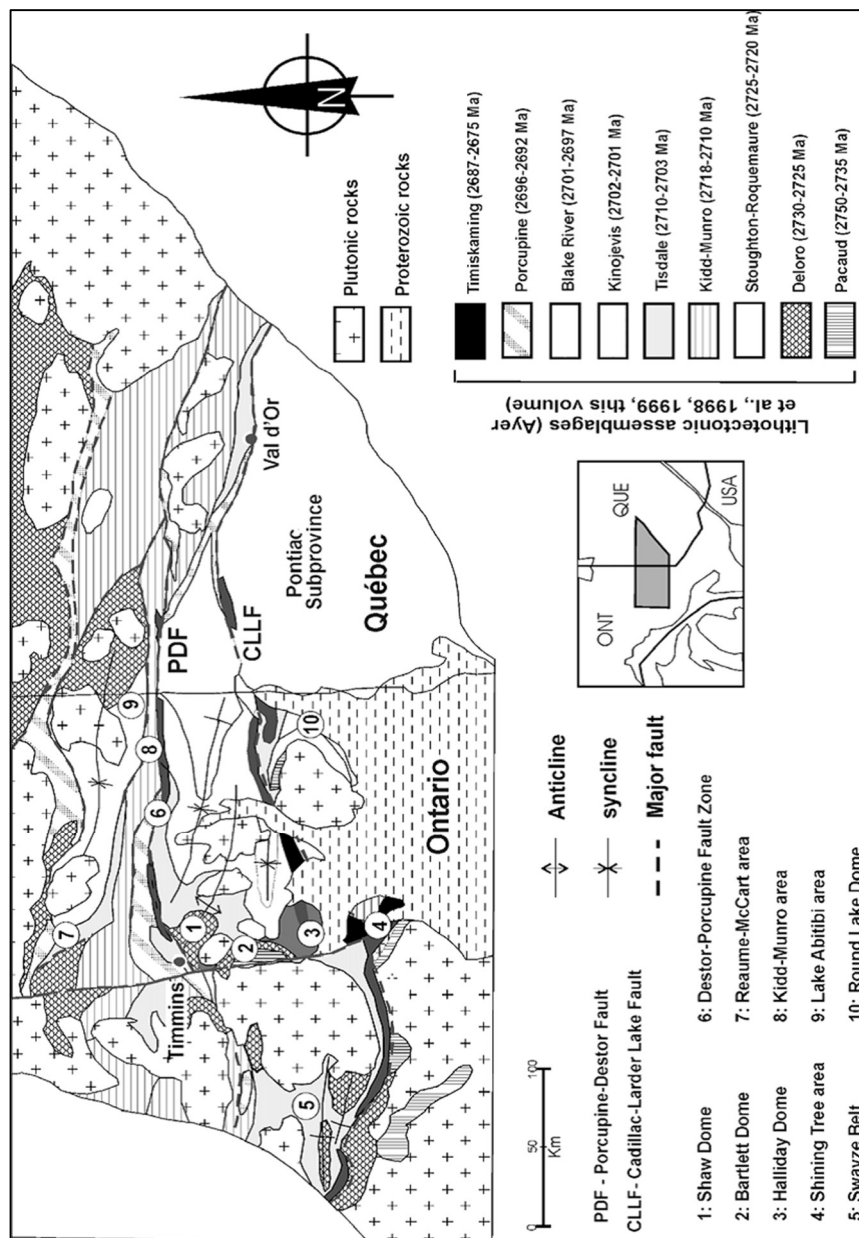 N
Plutonic rocks
Proterozoic rocks
Timiskaming (2687-2675 Ma)
Porcupine (2696-2692 Ma)
Blake River (2701-2697 Ma)
Kinojevis (2702-2701 Ma)
Tisdale (2710-2703 Ma)
Kidd-Munro (2718-2710 Ma)
Stoughton-Roquemaure (2725-2720 Ma)
Deloro (2730-2725 Ma)
Pacaud (2750-2735 Ma)
Lithotectonic assemblages (Ayer
et al., 1998, 1999, this volume)
Timmins
PDF
CLLF
Val d'Or
Pontiac
Subprovince
Québec
Ontario
1
2
3
4
5
6
7
8
9
10
ONT
QUE
USA
0
50
100
Km
Anticline
syncline
Major fault
PDF - Porcupine-Destor Fault
CLLF- Cadillac-Larder Lake Fault
1: Shaw Dome
2: Bartlett Dome
3: Halliday Dome
4: Shining Tree area
5: Swayze Belt
6: Destor-Porcupine Fault Zone
7: Reaume-McCart area
8: Kidd-Munro area
9: Lake Abitibi area
10: Round Lake Dome